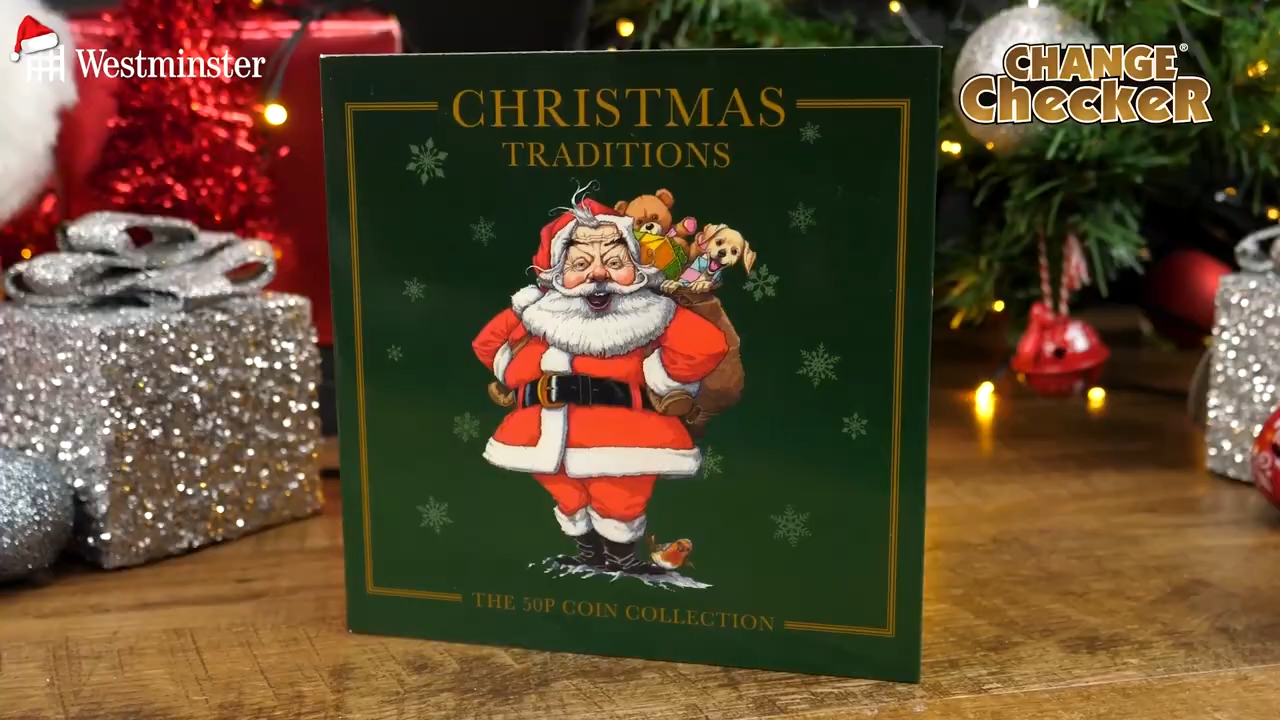 Westminster
CHANGE
CHECKER®
CHRISTMAS
TRADITIONS
THE 50P COIN COLLECTION